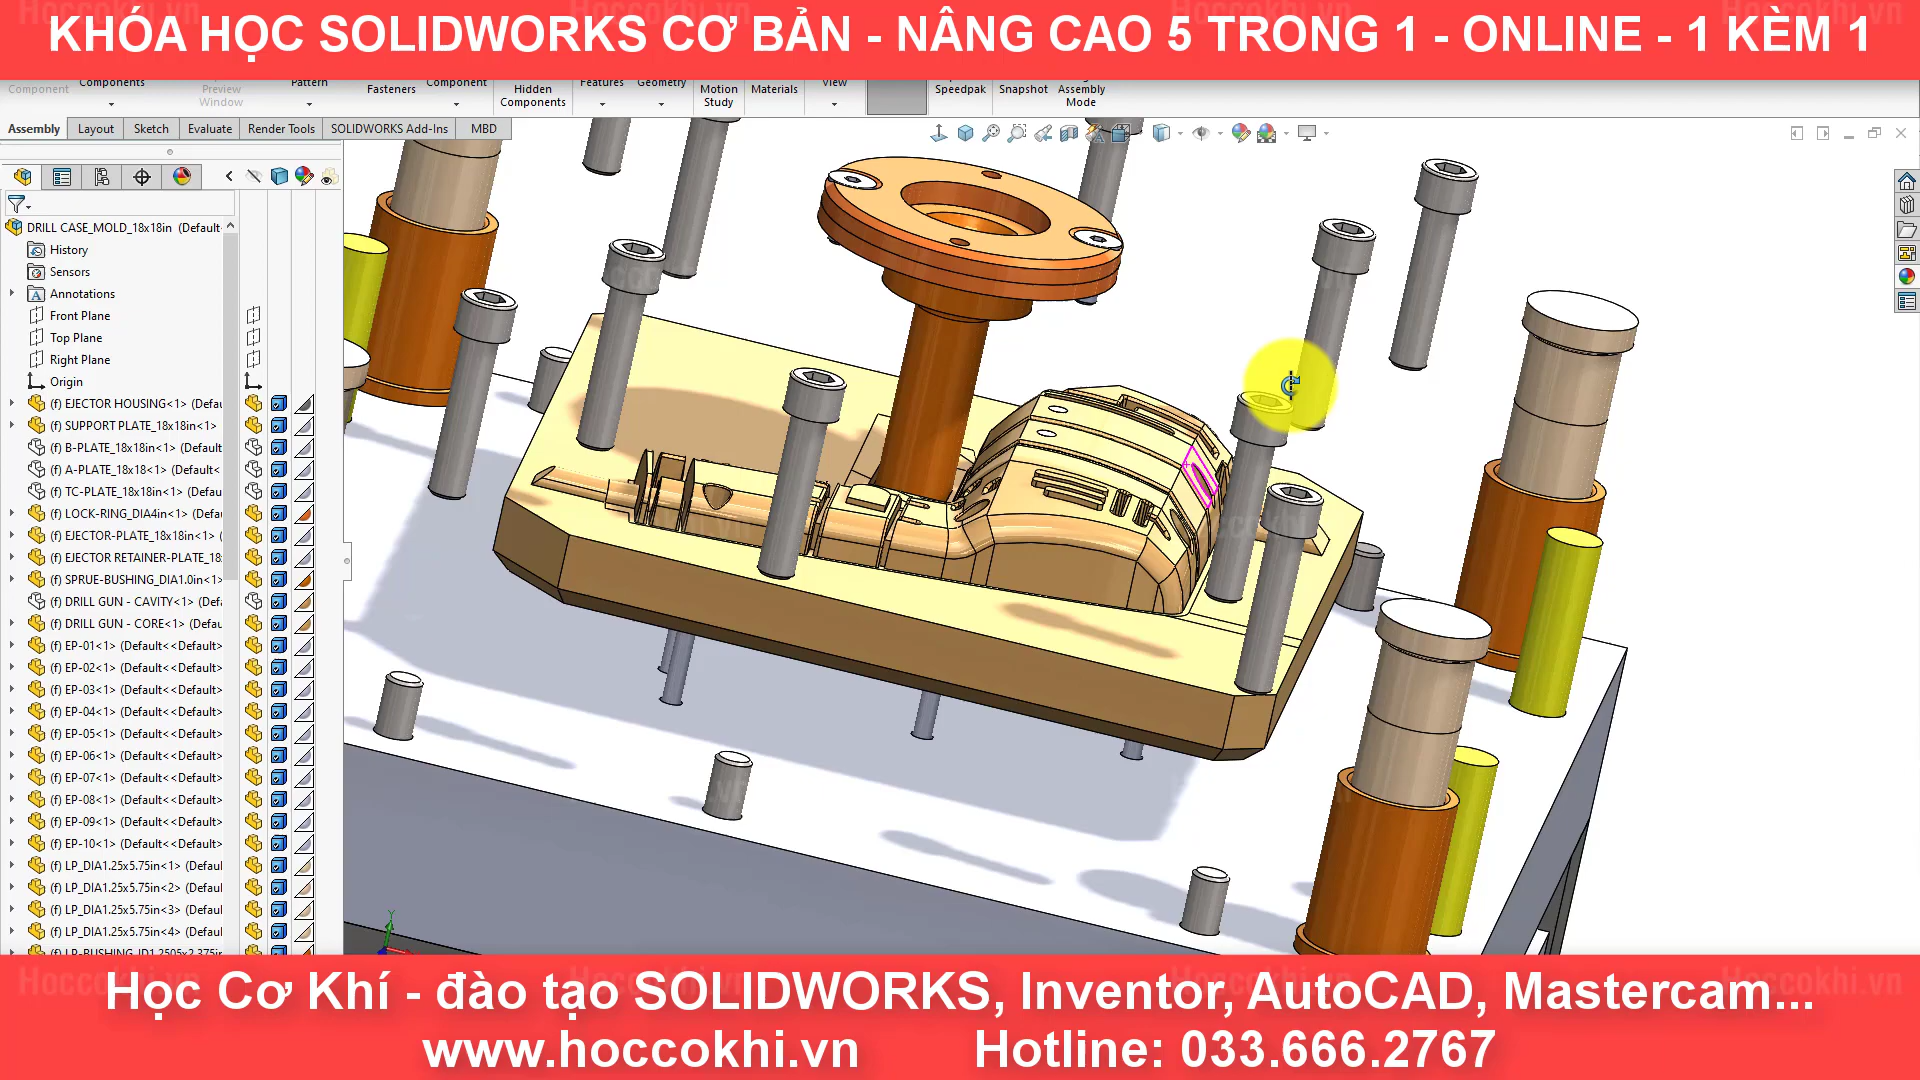 KHÓA HỌC SOLIDWORKS CƠ BẢN - NÂNG CAO 5 TRONG 1 - ONLINE - 1 KÈM 1
Component
Components
Preview
Window
Pattern
Fasteners
Component
Hidden
Components
Features
Geometry
Motion
Study
Materials
View
Speedpak
Snapshot
Assembly
Mode
Assembly Layout Sketch Evaluate Render Tools SOLIDWORKS Add-Ins MBD
DRILL CASE_MOLD_18x18in (Default
History
Sensors
Annotations
Front Plane
Top Plane
Right Plane
Origin
(f) EJECTOR HOUSING<1> (Defau
(f) SUPPORT PLATE_18x18in<1>
(f) B-PLATE_18x18in<1> (Default
(f) A-PLATE_18x18<1> (Default<
(f) TC-PLATE_18x18in<1> (Defau
(f) LOCK-RING_DIA4in<1> (Defau
(f) EJECTOR-PLATE_18x18in<1> (
(f) EJECTOR RETAINER-PLATE_18
(f) SPRUE-BUSHING_DIA1.0in<1>
(f) DRILL GUN - CAVITY<1> (Def
(f) DRILL GUN - CORE<1> (Defau
(f) EP-01<1> (Default<<Default>
(f) EP-02<1> (Default<<Default>
(f) EP-03<1> (Default<<Default>
(f) EP-04<1> (Default<<Default>
(f) EP-05<1> (Default<<Default>
(f) EP-06<1> (Default<<Default>
(f) EP-07<1> (Default<<Default>
(f) EP-08<1> (Default<<Default>
(f) EP-09<1> (Default<<Default>
(f) EP-10<1> (Default<<Default>
(f) LP_DIA1.25x5.75in<1> (Defaul
(f) LP_DIA1.25x5.75in<2> (Defaul
(f) LP_DIA1.25x5.75in<3> (Defaul
(f) LP_DIA1.25x5.75in<4> (Defaul
Y
Học Cơ Khí - đào tạo SOLIDWORKS, Inventor, AutoCAD, Mastercam...
www.hoccokhi.vn Hotline: 033.666.2767